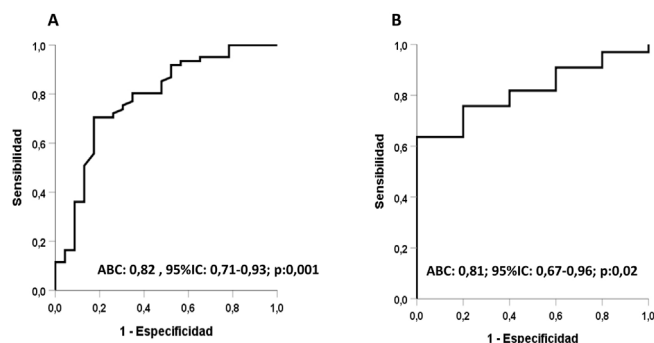 A
1,0
0,8
0,6
0,4
0,2
0,0
Sensibilidad
ABC: 0,82 , 95%IC: 0,71-0,93; p:0,001
0,0 0,2 0,4 0,6 0,8 1,0
1 - Especificidad
B
1,0
0,8
0,6
0,4
0,2
0,0
Sensibilidad
ABC: 0,81; 95%IC: 0,67-0,96; p:0,02
0,0 0,2 0,4 0,6 0,8 1,0
1 - Especificidad